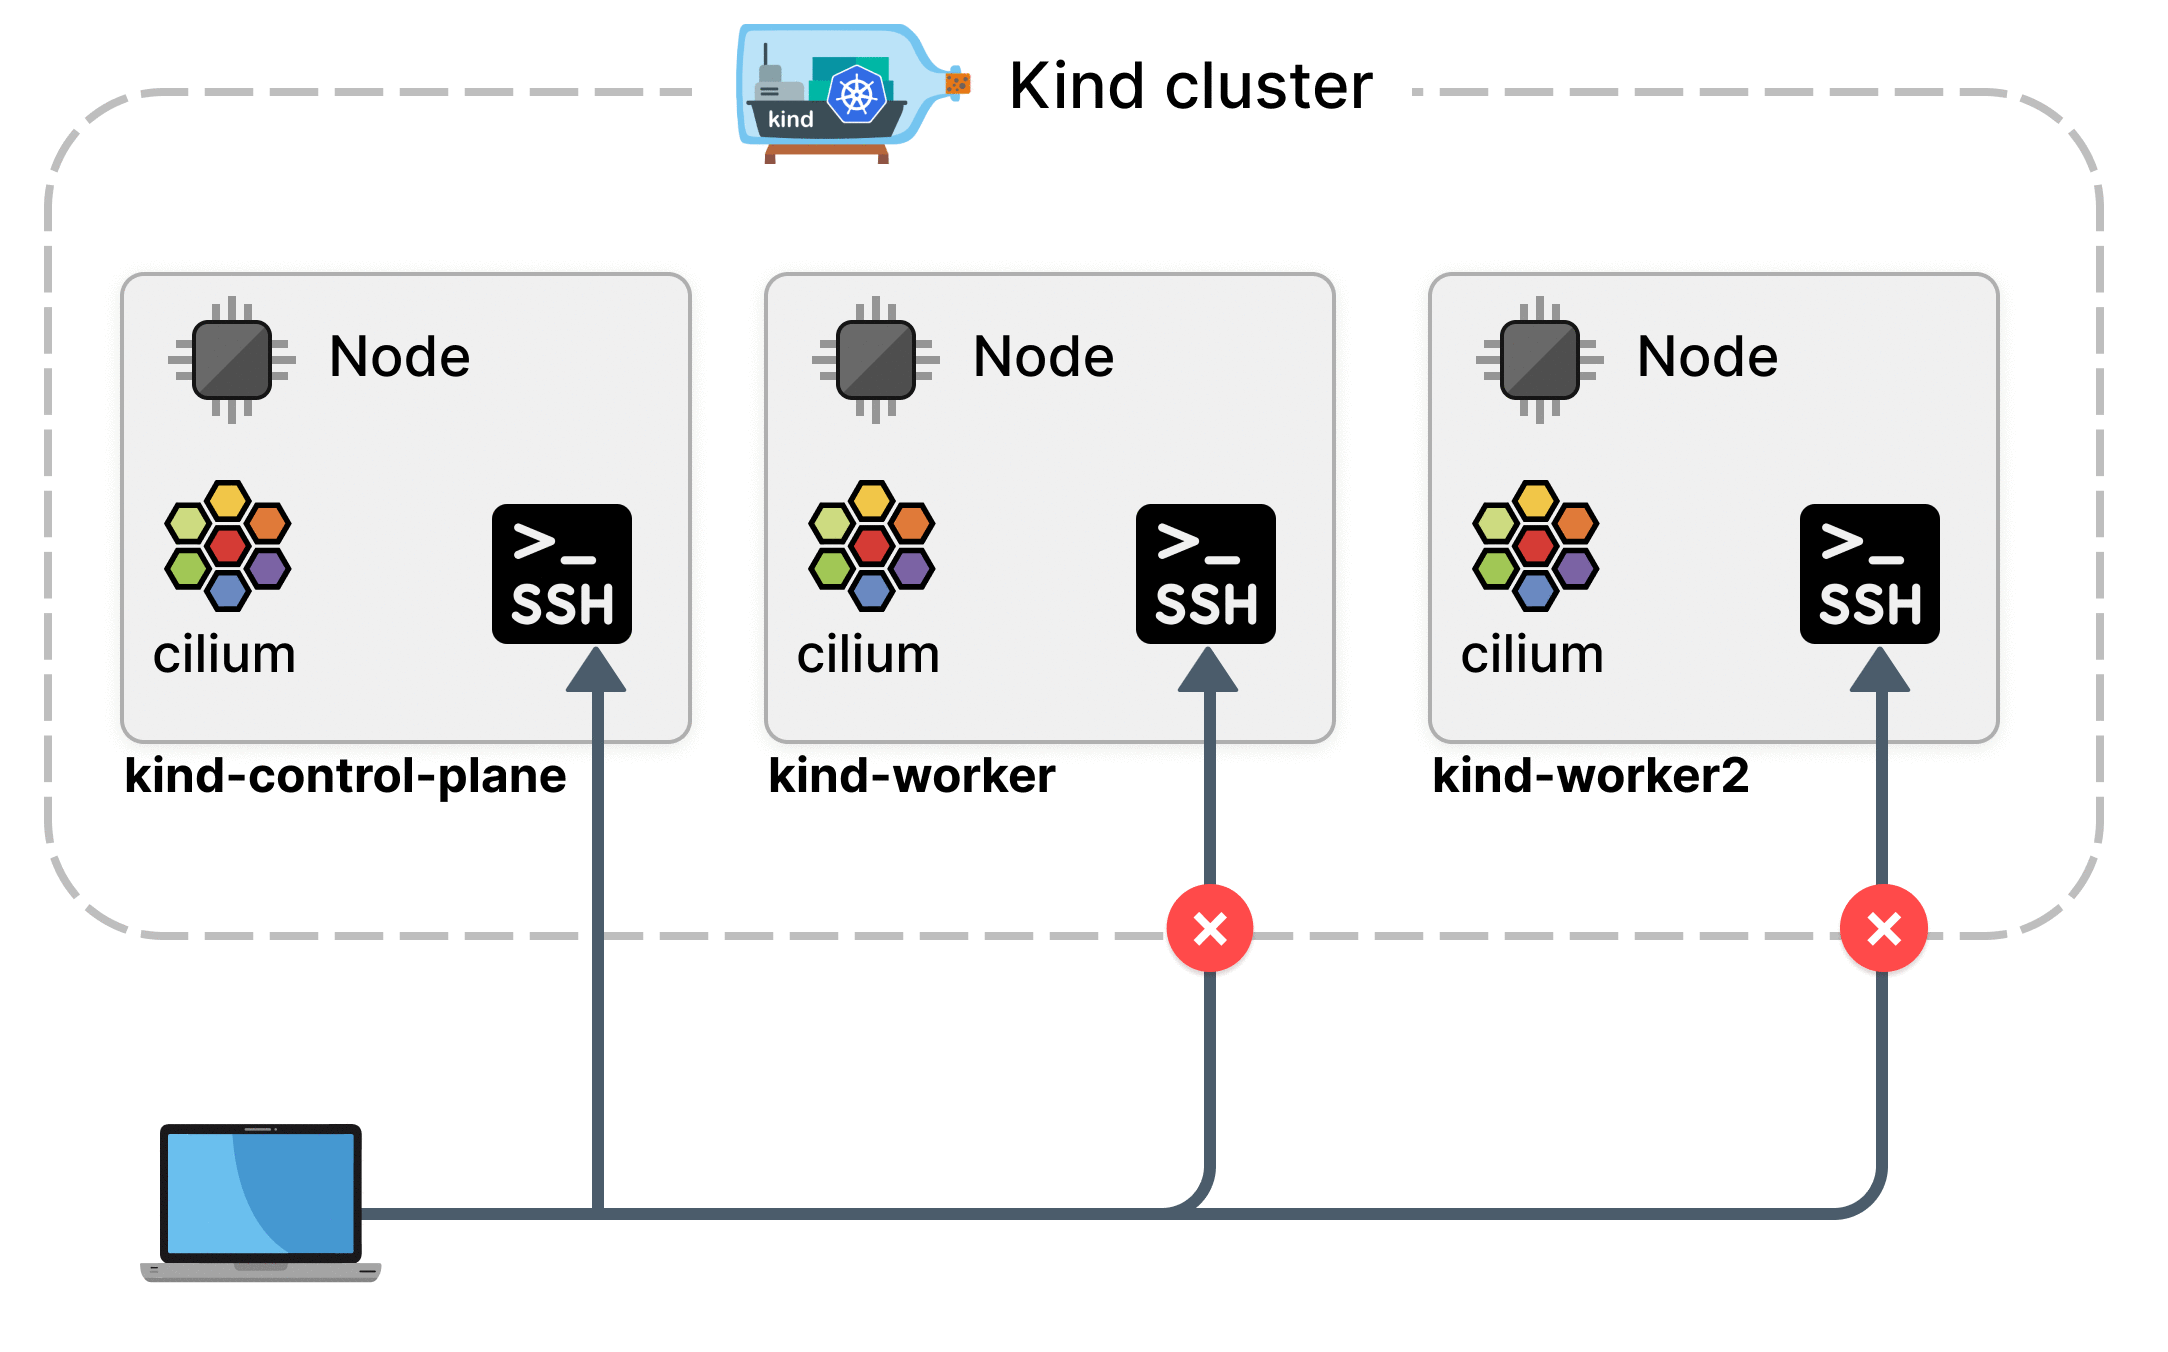 Kind cluster
kind
Node
Node
Node
>_
SSH
>_
SSH
>_
SSH
cilium
cilium
cilium
kind-control-plane
kind-worker
kind-worker2